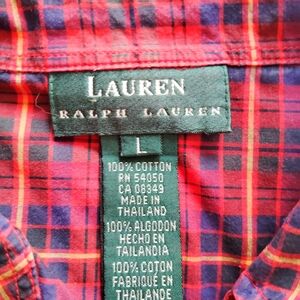 LAUREN
RALPH LAUREN
L
100% COTTON
RN 54050
CA 08349
MADE IN
THAILAND
100% ALGODON
HECHO EN
TAILANDIA
100% COTON
FABRIQUÉ EN
THAILANDE